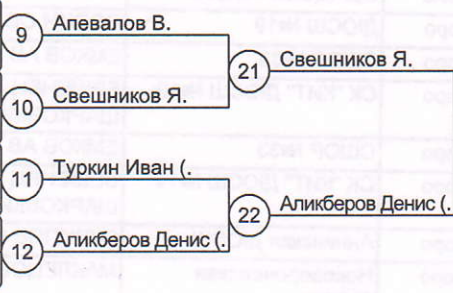 9 Апевалов В.
21 Свешников Я.
10 Свешников Я.
11 Туркин Иван (.
22 Аликберов Денис (.
12 Аликберов Денис (.